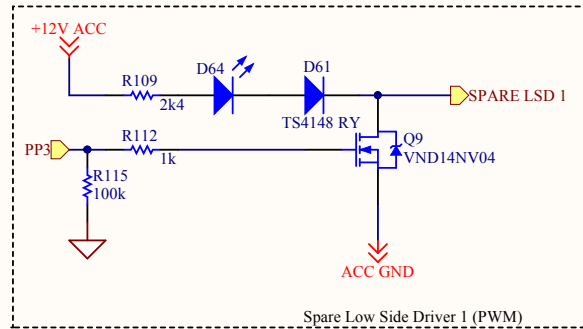 +12V ACC
D64
D61
R109
2k4
TS4148 RY
SPARE LSD 1
PP3
R112
1k
Q9
VND14NV04
R115
100k
ACC GND
Spare Low Side Driver 1 (PWM)